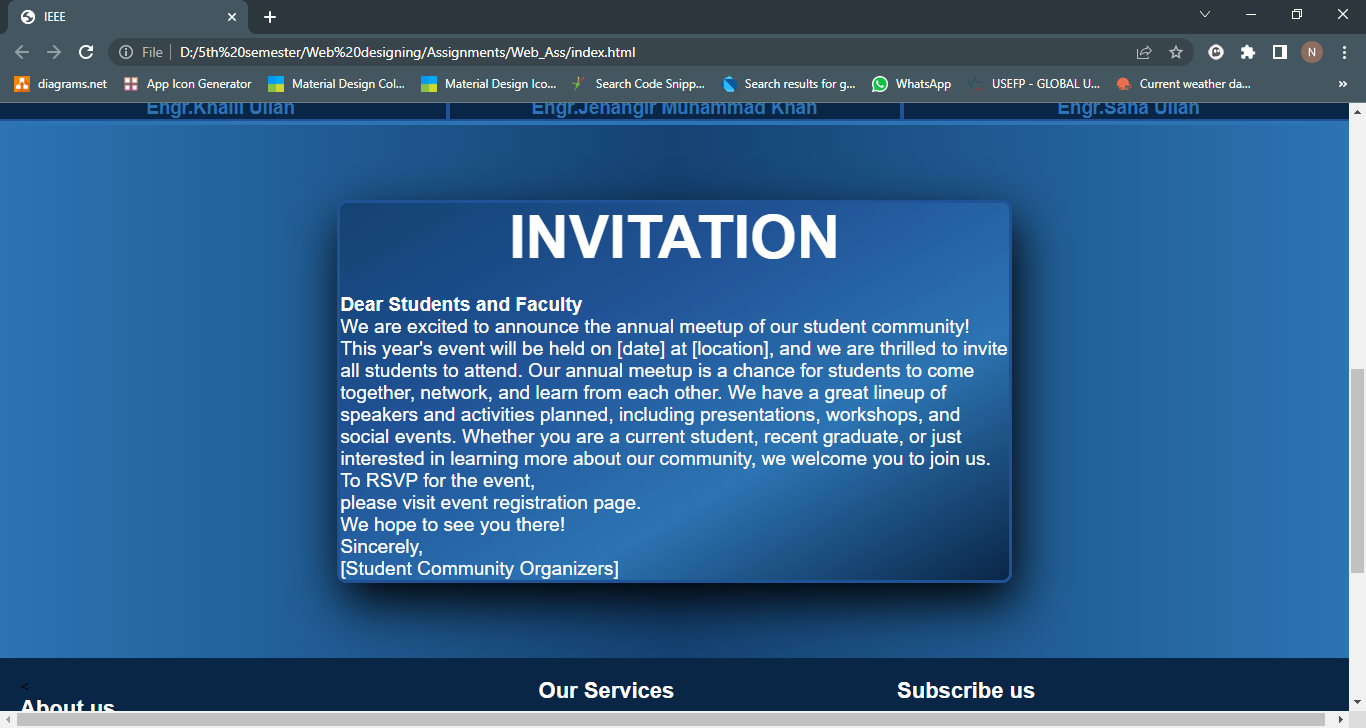 IEEE
File
D:/5th%20semester/Web%20designing/Assignments/Web_Ass/index.html
N
diagrams.net
App Icon Generator
Material Design Col...
Material Design Ico...
Search Code Snipp...
Search results for g...
WhatsApp
USEFP - GLOBAL U...
Current weather da...
»
Engr.Khalil Ullah
Engr.Jehangir Muhammad Khan
Engr.Sana Ullah
INVITATION
Dear Students and Faculty
We are excited to announce the annual meetup of our student community!
This year's event will be held on [date] at [location], and we are thrilled to invite
all students to attend. Our annual meetup is a chance for students to come
together, network, and learn from each other. We have a great lineup of
speakers and activities planned, including presentations, workshops, and
social events. Whether you are a current student, recent graduate, or just
interested in learning more about our community, we welcome you to join us.
To RSVP for the event,
please visit event registration page.
We hope to see you there!
Sincerely,
[Student Community Organizers]
<
About us
Our Services
Subscribe us